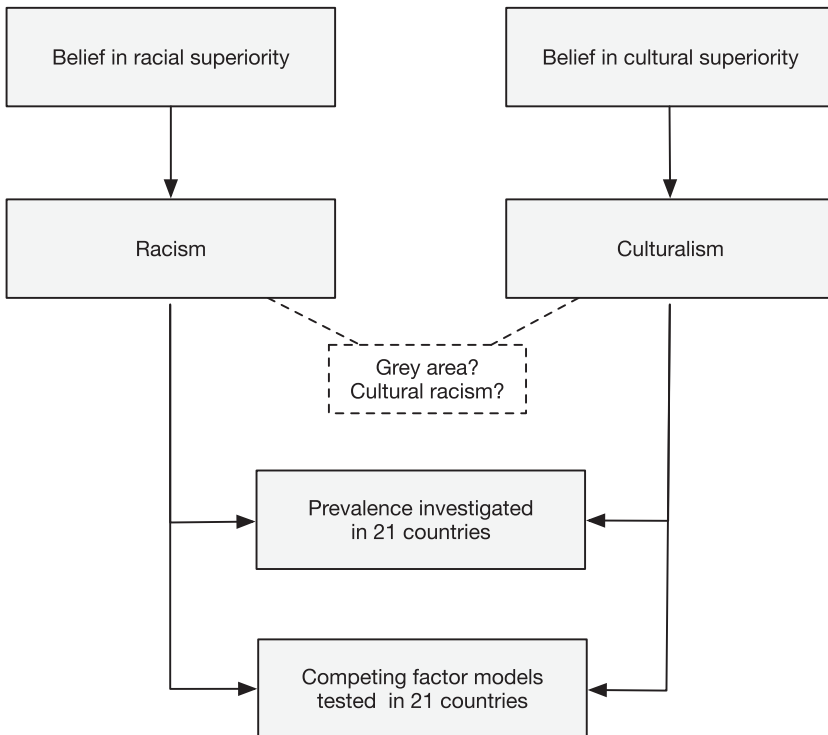 Belief in racial superiority
Belief in cultural superiority
Racism
Culturalism
Grey area?
Cultural racism?
Prevalence investigated
in 21 countries
Competing factor models
tested in 21 countries